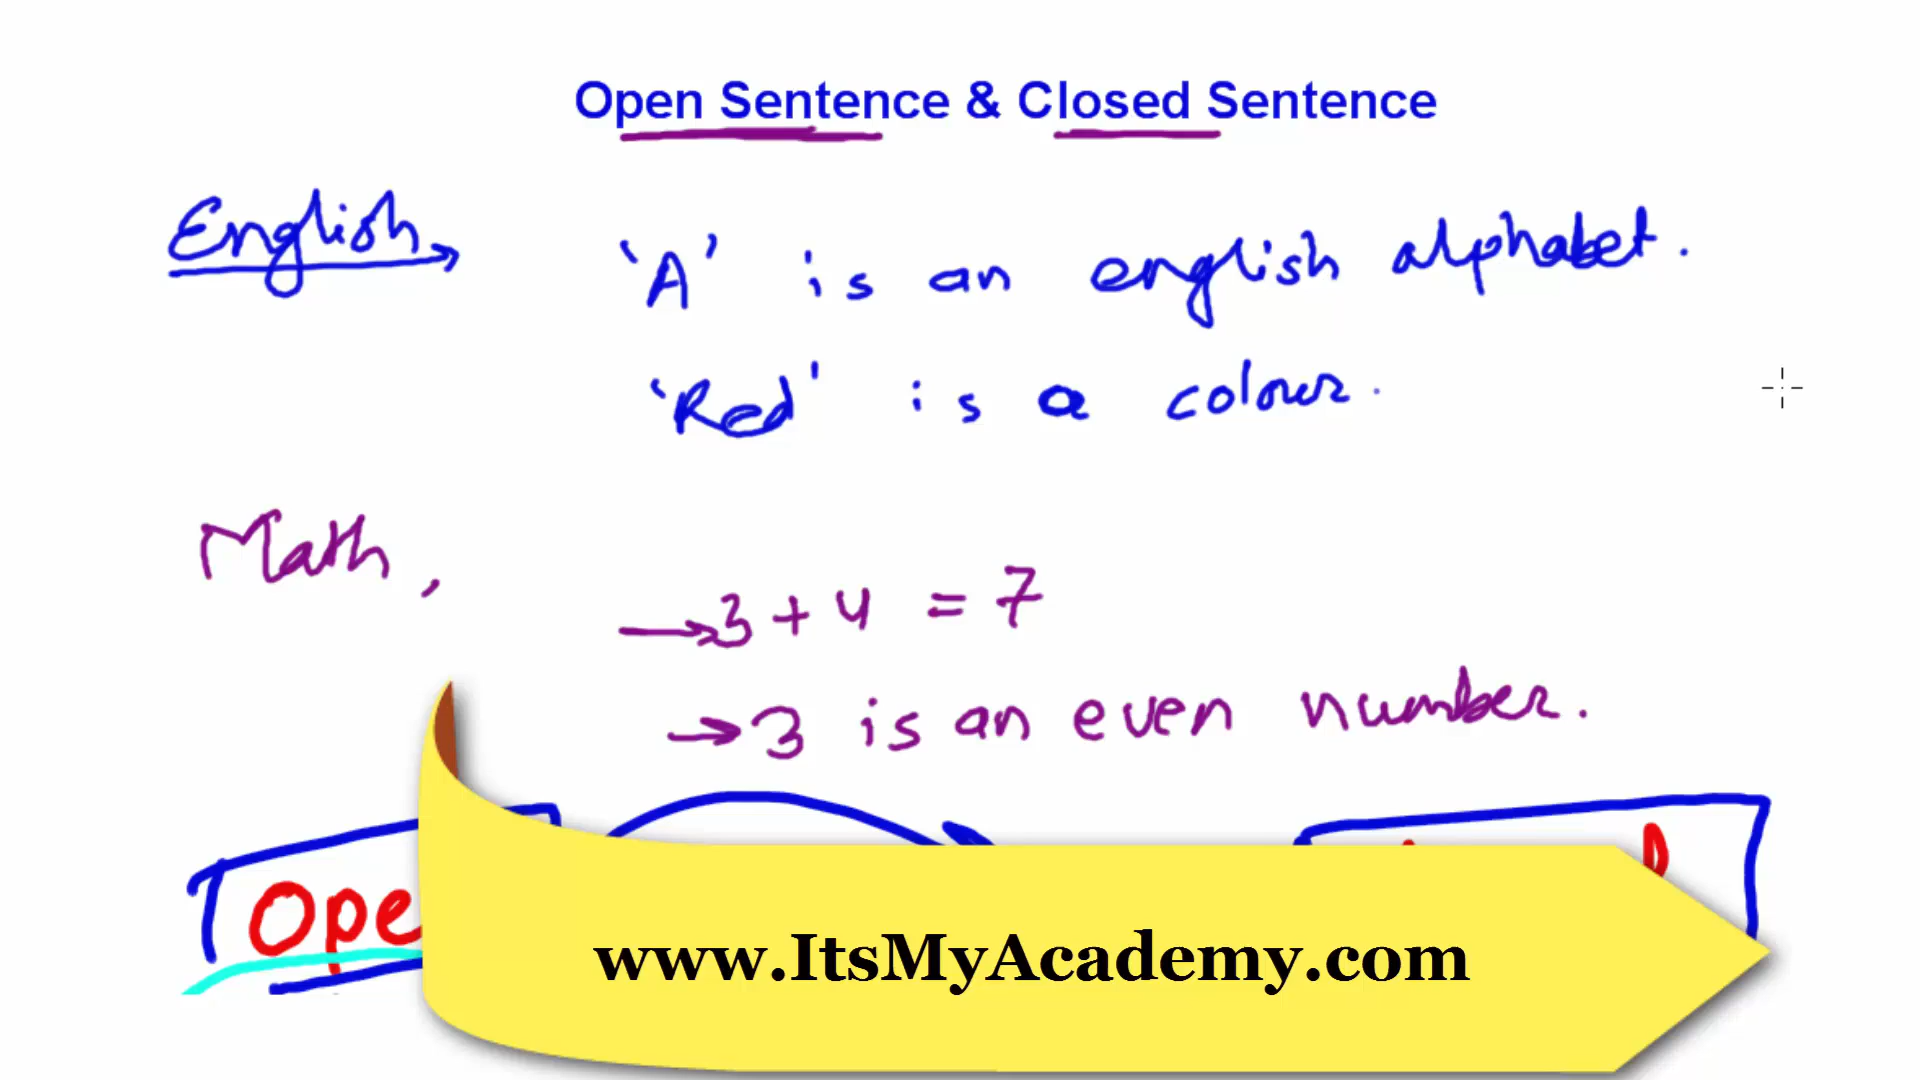 Open Sentence & Closed Sentence
English
'A' is an english alphabet.
'Red' is a colour.
Math,
3 + 4 = 7
3 is an even number.
Ope
www.ItsMyAcademy.com